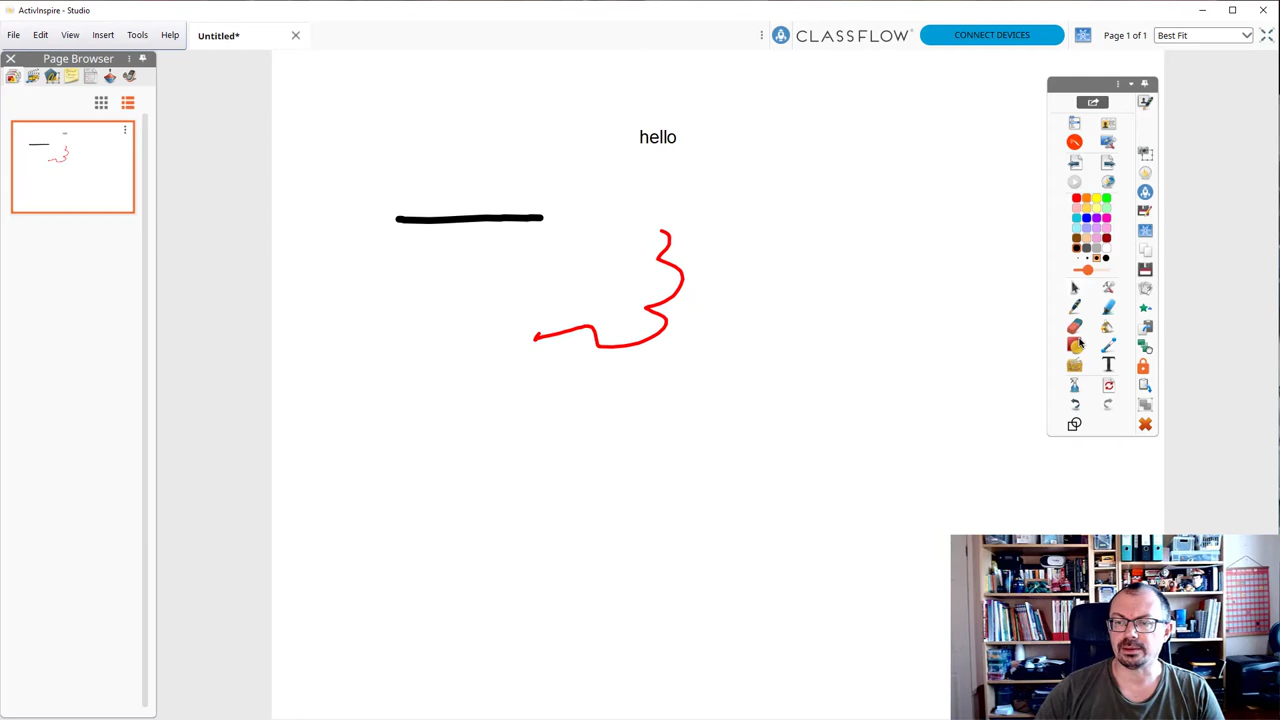 ActivInspire - Studio
File Edit View Insert Tools Help
Untitled*
CLASSFLOW
CONNECT DEVICES
Page 1 of 1
Best Fit
Page Browser
hello
T